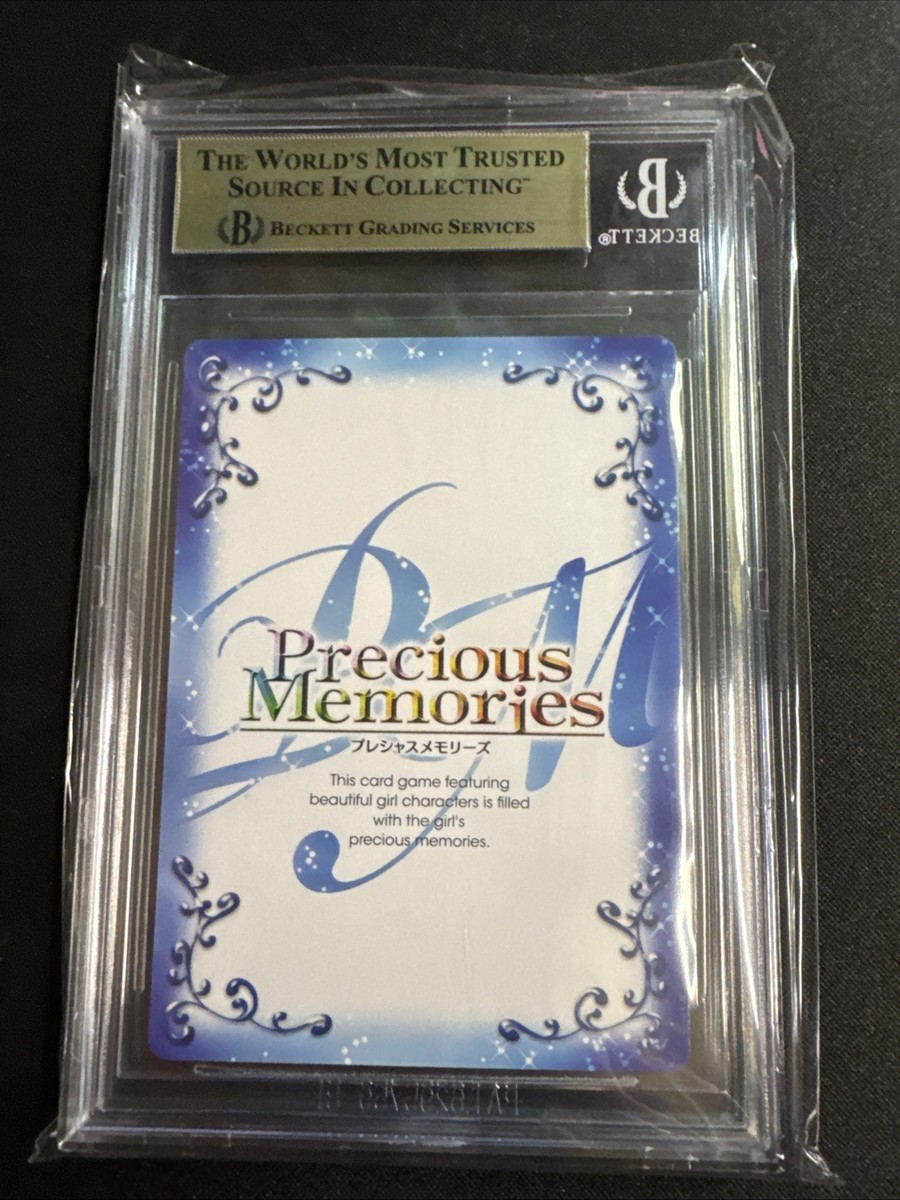 THE WORLD'S MOST TRUSTED
SOURCE IN COLLECTING™
B BECKETT GRADING SERVICES
B
BECKETT®
Precious
Memories
プレシャスメモリーズ
This card game featuring
beautiful girl characters is filled
with the girl's
precious memories.